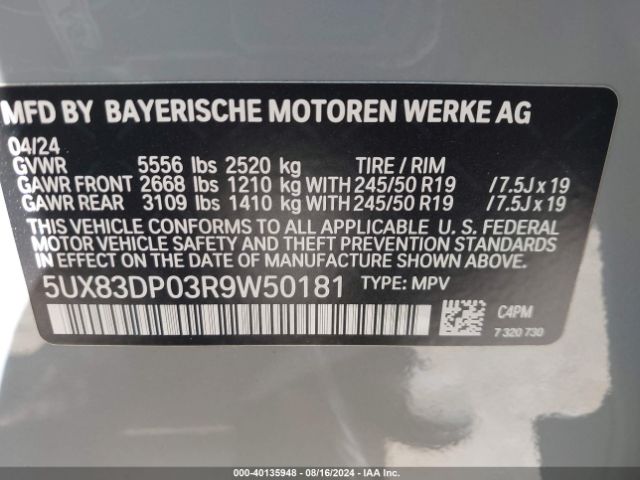 MFD BY BAYERISCHE MOTOREN WERKE AG
04/24
GVWR 5556 lbs 2520 kg TIRE / RIM
GAWR FRONT 2668 lbs 1210 kg WITH 245/50 R19 / 7.5J x 19
GAWR REAR 3109 lbs 1410 kg WITH 245/50 R19 / 7.5J x 19
THIS VEHICLE CONFORMS TO ALL APPLICABLE U. S. FEDERAL
MOTOR VEHICLE SAFETY AND THEFT PREVENTION STANDARDS
IN EFFECT ON THE DATE OF MANUFACTURE SHOWN ABOVE.
5UX83DP03R9W50181 TYPE: MPV
C4PM
7 320 730
000-40135948 - 08/16/2024 - IAA Inc.